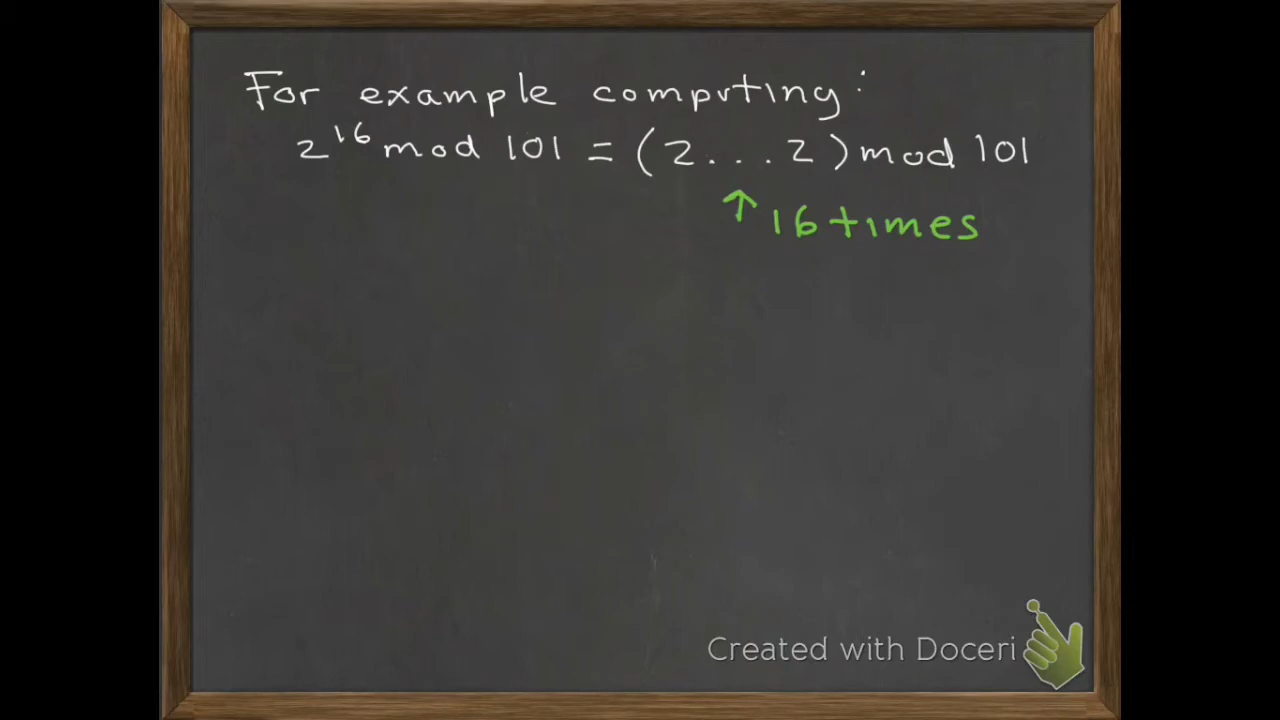 For example computing:
2^16 mod 101 = (2...2) mod 101
↑ 16 times
Created with Doceri